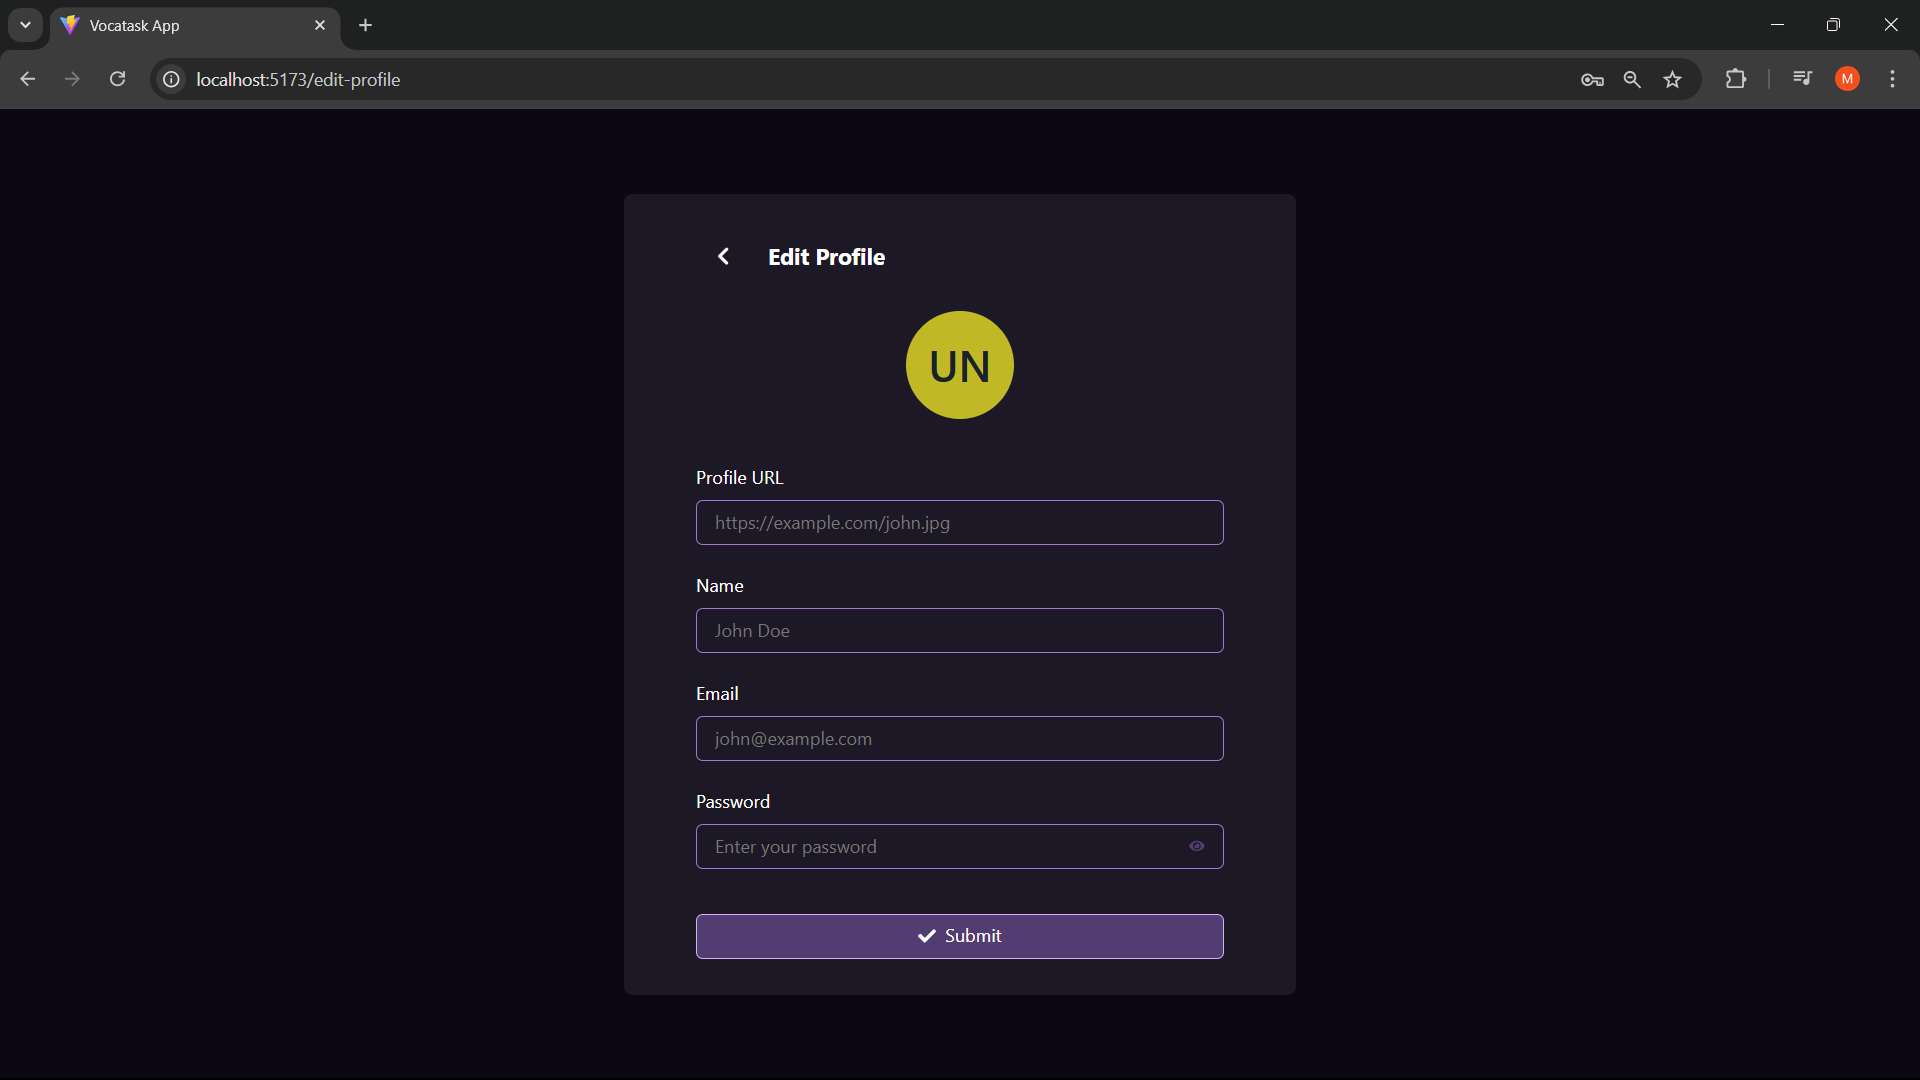 Vocatask App
localhost:5173/edit-profile
M
Edit Profile
UN
Profile URL
https://example.com/john.jpg
Name
John Doe
Email
john@example.com
Password
Enter your password
Submit